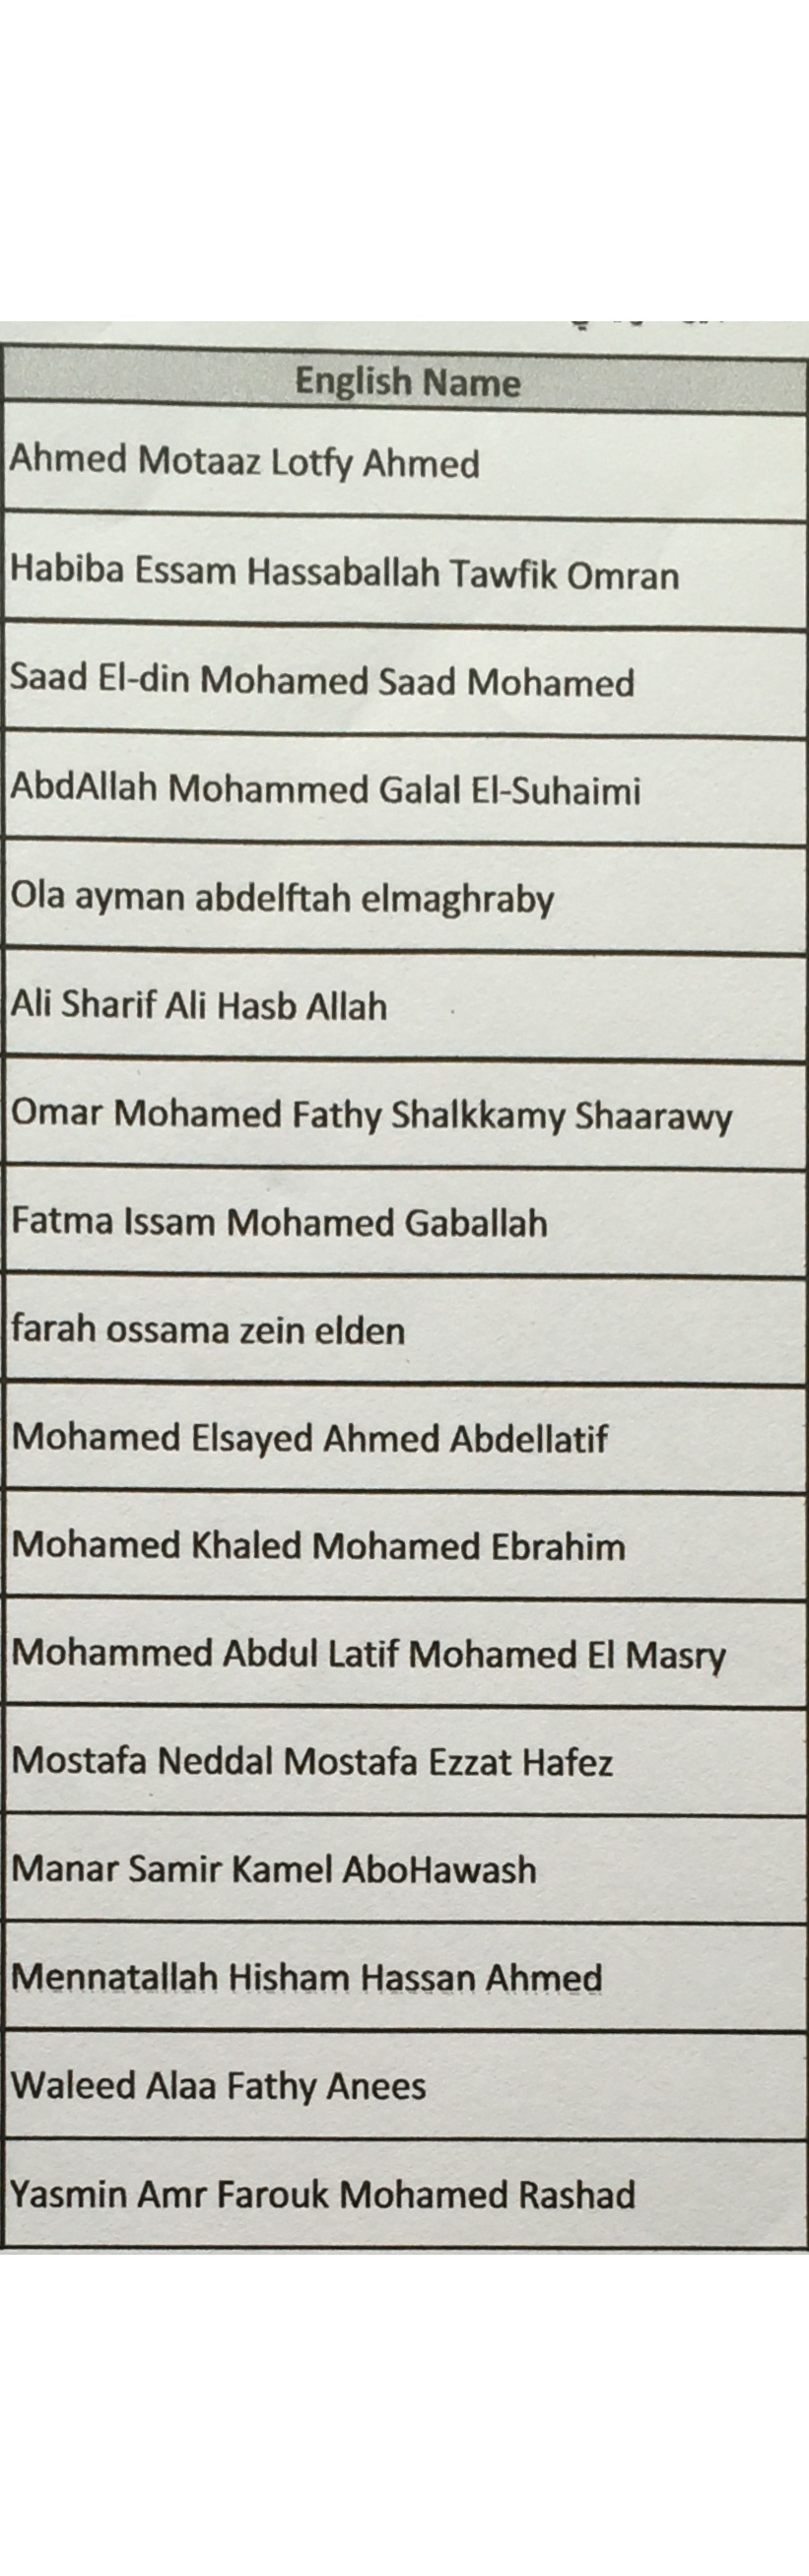 English Name
Ahmed Motaaz Lotfy Ahmed
Habiba Essam Hassaballah Tawfik Omran
Saad El-din Mohamed Saad Mohamed
AbdAllah Mohammed Galal El-Suhaimi
Ola ayman abdelftah elmaghraby
Ali Sharif Ali Hasb Allah
Omar Mohamed Fathy Shalkkamy Shaarawy
Fatma Issam Mohamed Gaballah
farah ossama zein elden
Mohamed Elsayed Ahmed Abdellatif
Mohamed Khaled Mohamed Ebrahim
Mohammed Abdul Latif Mohamed El Masry
Mostafa Neddal Mostafa Ezzat Hafez
Manar Samir Kamel AboHawash
Mennatallah Hisham Hassan Ahmed
Waleed Alaa Fathy Anees
Yasmin Amr Farouk Mohamed Rashad